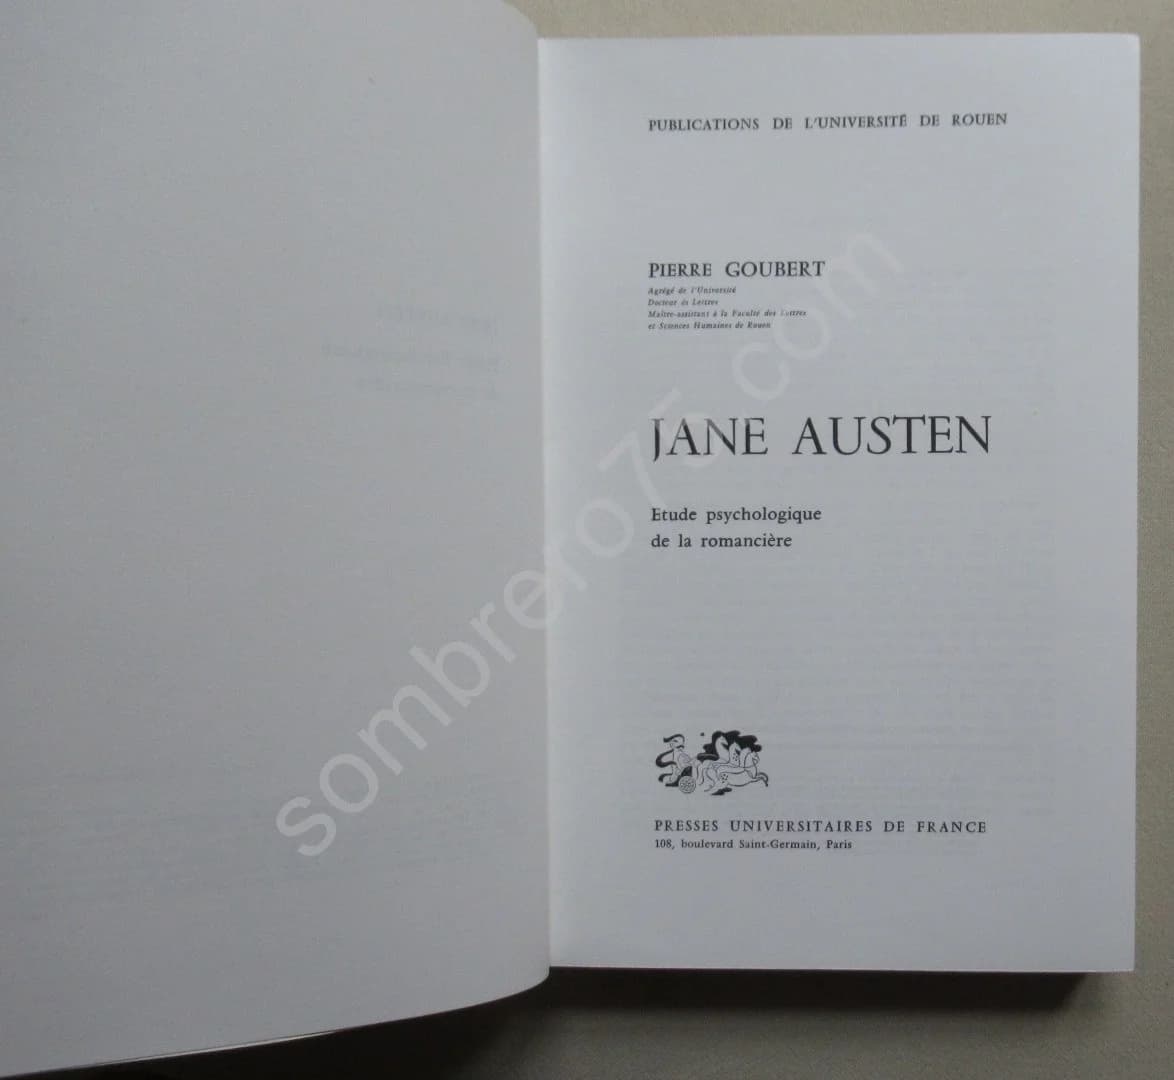 PUBLICATIONS DE L'UNIVERSITÉ DE ROUEN
PIERRE GOUBERT
Agrégé de l'Université
Docteur ès Lettres
Maître-assistant à la Faculté des Lettres
et Sciences Humaines de Rouen
JANE AUSTEN
Etude psychologique
de la romancière
PRESSES UNIVERSITAIRES DE FRANCE
108, boulevard Saint-Germain, Paris
sombrero75.com